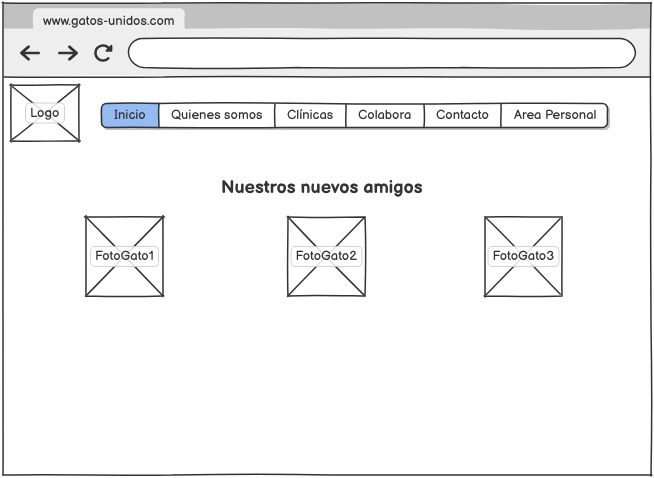 www.gatos-unidos.com
Logo
Inicio Quienes somos Clínicas Colabora Contacto Area Personal
Nuestros nuevos amigos
FotoGato1 FotoGato2 FotoGato3